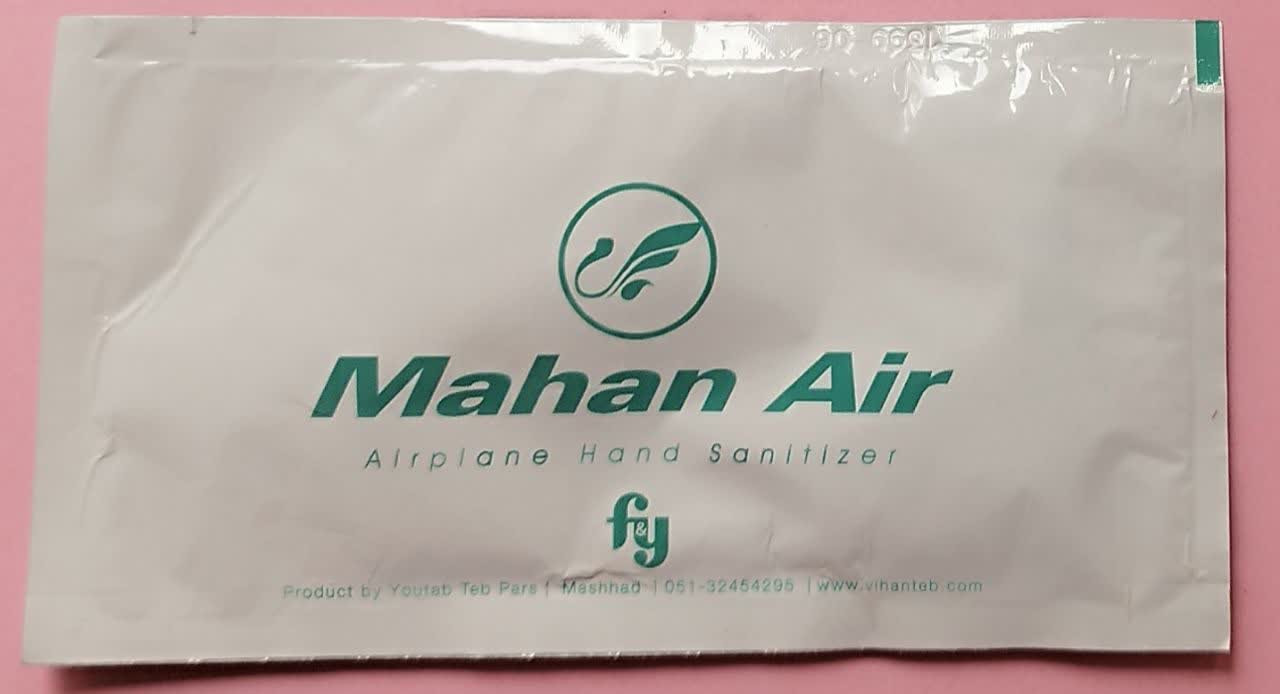 Mahan Air
Airplane Hand Sanitizer
f&y
Product by Youtab Teb Pars | Mashhad | 051-32454295 | www.vihanteb.com